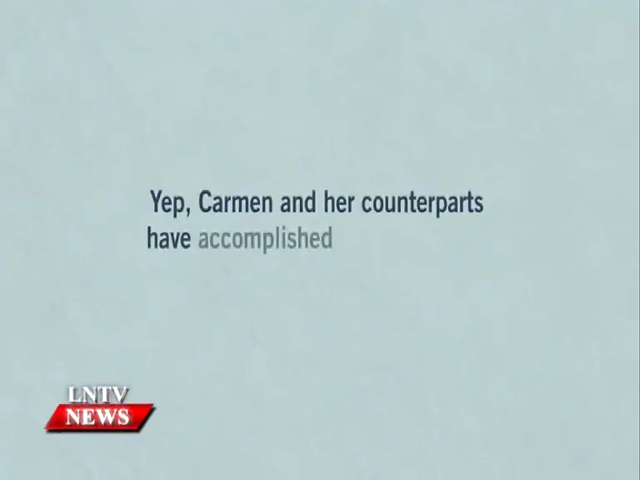 Yep, Carmen and her counterparts
have accomplished
LNTV
NEWS